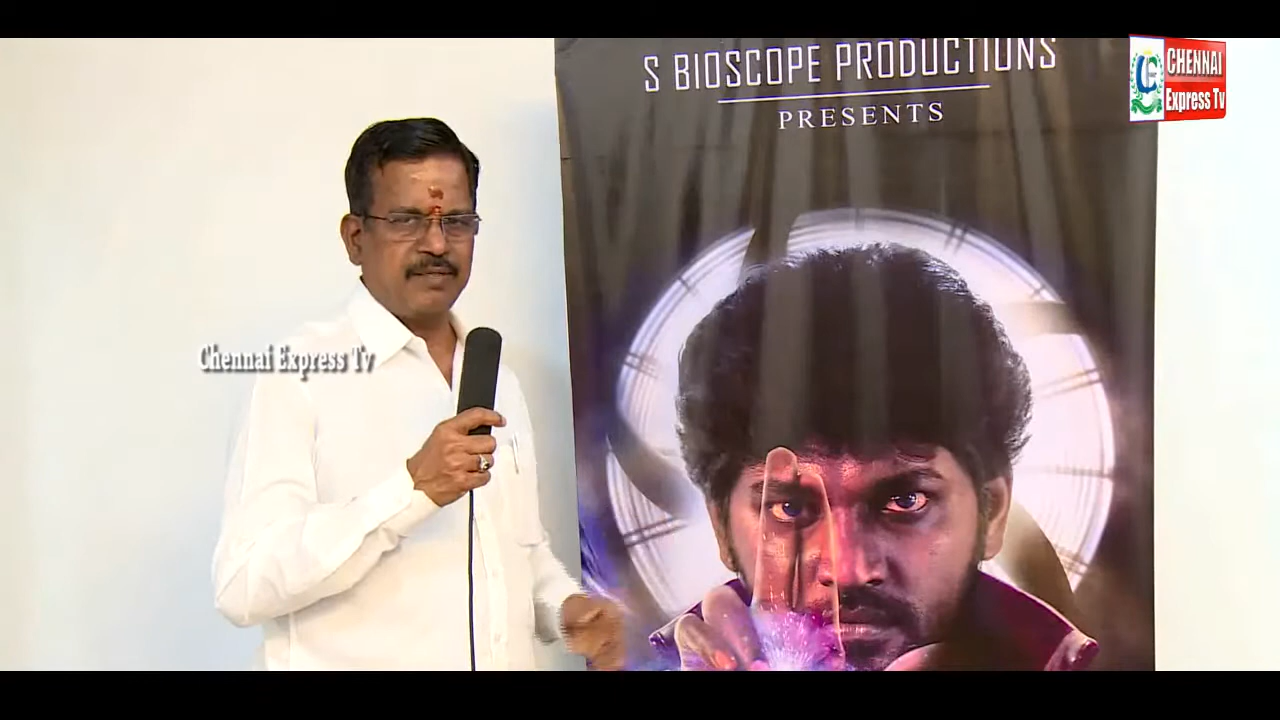 S BIOSCOPE PRODUCTIONS
PRESENTS
CHENNAI
Express Tv
Chennai Express Tv